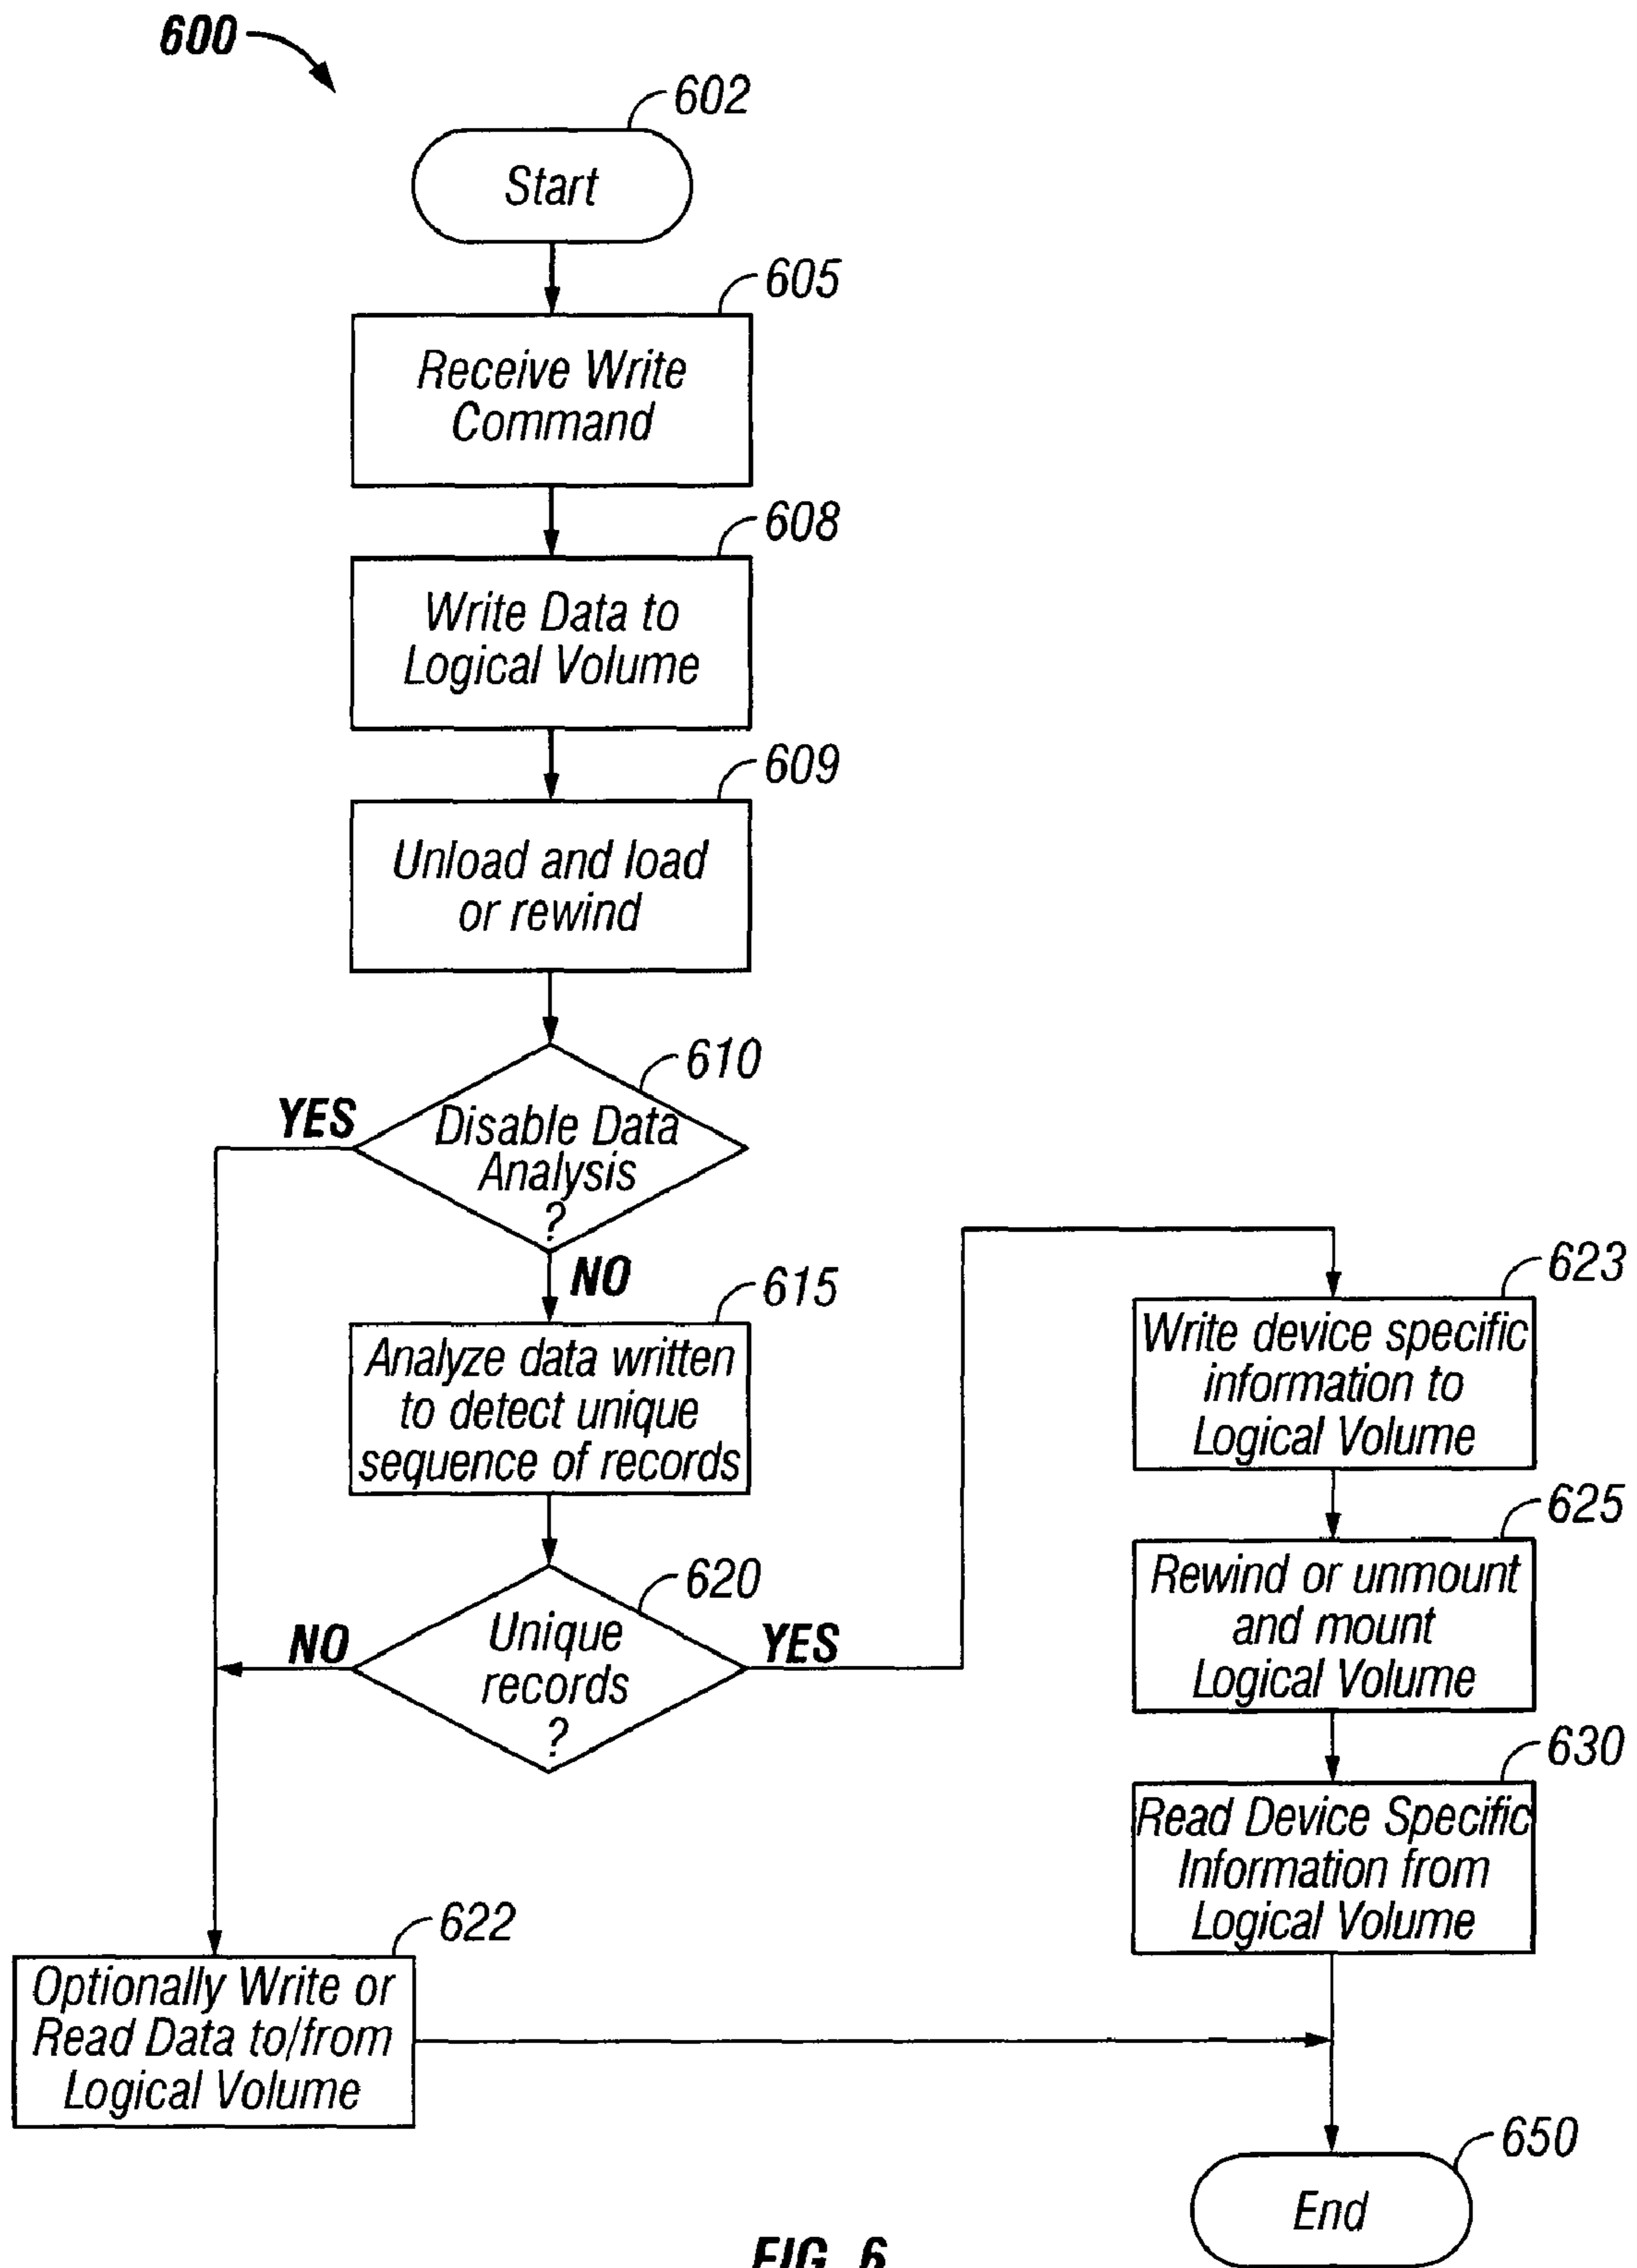 600
602
Start
605
Receive Write
Command
608
Write Data to
Logical Volume
609
Unload and load
or rewind
610
YES
Disable Data
Analysis
?
NO
615
Analyze data written
to detect unique
sequence of records
620
NO
Unique
records
?
YES
623
Write device specific
information to
Logical Volume
625
Rewind or unmount
and mount
Logical Volume
630
Read Device Specific
Information from
Logical Volume
622
Optionally Write or
Read Data to/from
Logical Volume
650
End
FIG. 6